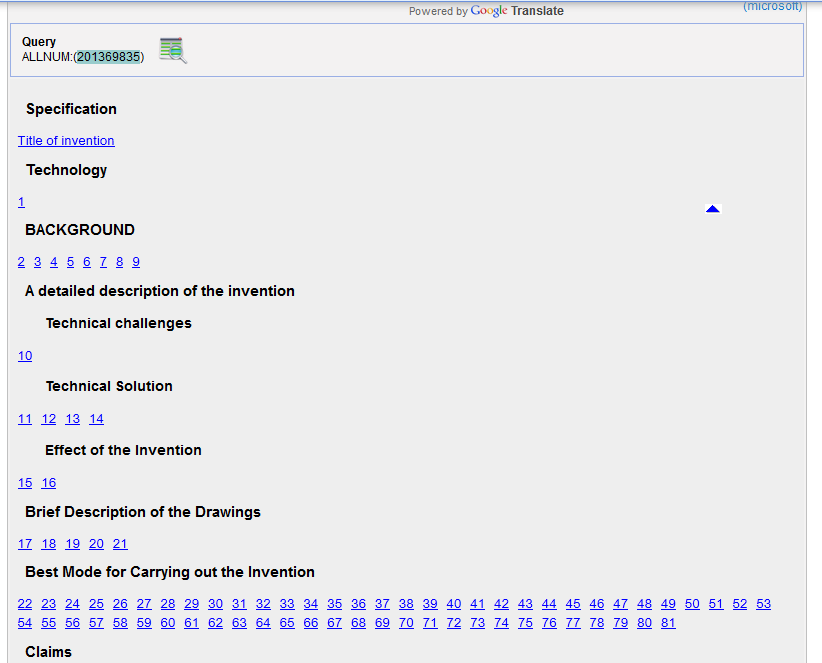 (microsoft)
Powered by Google Translate
Query
ALLNUM:(201369835)
Specification
Title of invention
Technology
1
BACKGROUND
2 3 4 5 6 7 8 9
A detailed description of the invention
Technical challenges
10
Technical Solution
11 12 13 14
Effect of the Invention
15 16
Brief Description of the Drawings
17 18 19 20 21
Best Mode for Carrying out the Invention
22 23 24 25 26 27 28 29 30 31 32 33 34 35 36 37 38 39 40 41 42 43 44 45 46 47 48 49 50 51 52 53
54 55 56 57 58 59 60 61 62 63 64 65 66 67 68 69 70 71 72 73 74 75 76 77 78 79 80 81
Claims